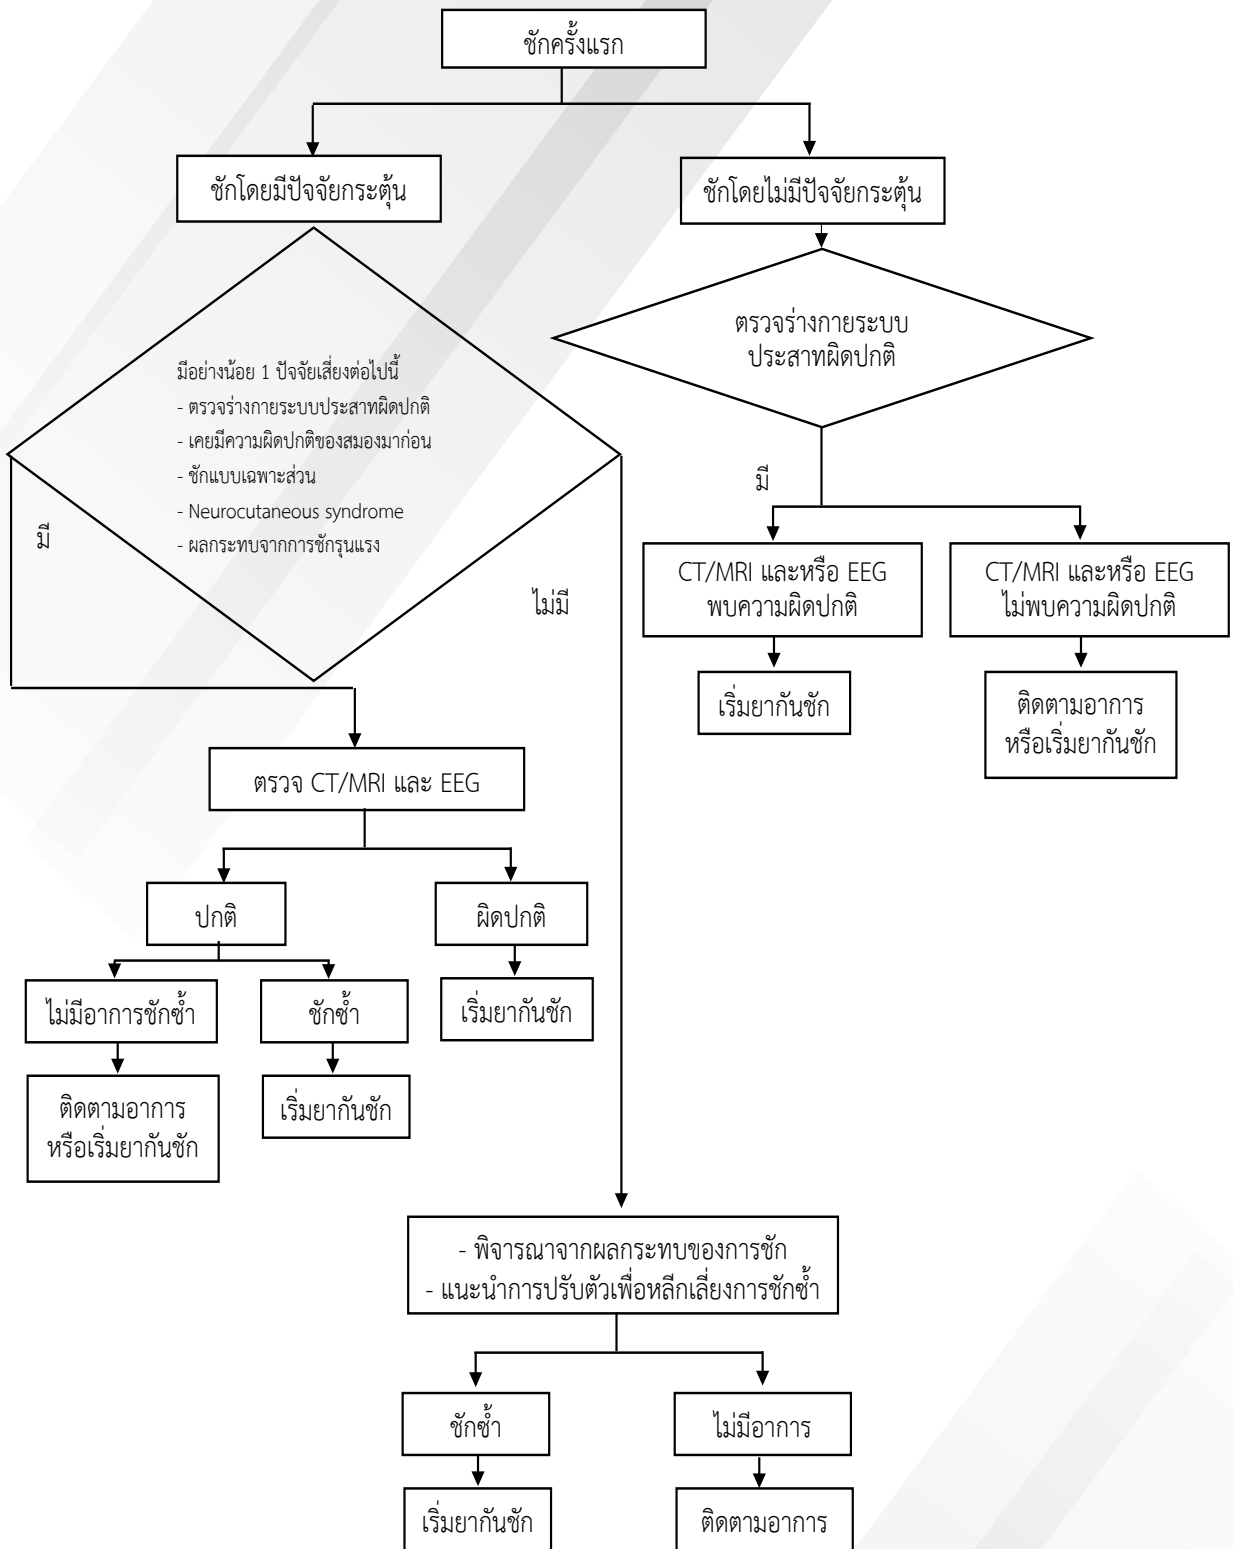 ชักครั้งแรก
ชักโดยมีปัจจัยกระตุ้น
ชักโดยไม่มีปัจจัยกระตุ้น
ตรวจร่างกายระบบ
ประสาทผิดปกติ
มีอย่างน้อย 1 ปัจจัยเสี่ยงต่อไปนี้
- ตรวจร่างกายระบบประสาทผิดปกติ
- เคยมีความผิดปกติของสมองมาก่อน
- ชักแบบเฉพาะส่วน
- Neurocutaneous syndrome
- ผลกระทบจากการชักรุนแรง
มี
ไม่มี
มี
CT/MRI และหรือ EEG
พบความผิดปกติ
CT/MRI และหรือ EEG
ไม่พบความผิดปกติ
เริ่มยากันชัก
ติดตามอาการ
หรือเริ่มยากันชัก
ตรวจ CT/MRI และ EEG
ปกติ
ผิดปกติ
ไม่มีอาการชักซ้ำ
ชักซ้ำ
เริ่มยากันชัก
ติดตามอาการ
หรือเริ่มยากันชัก
เริ่มยากันชัก
- พิจารณาจากผลกระทบของการชัก
- แนะนำการปรับตัวเพื่อหลีกเลี่ยงการชักซ้ำ
ชักซ้ำ
ไม่มีอาการ
เริ่มยากันชัก
ติดตามอาการ